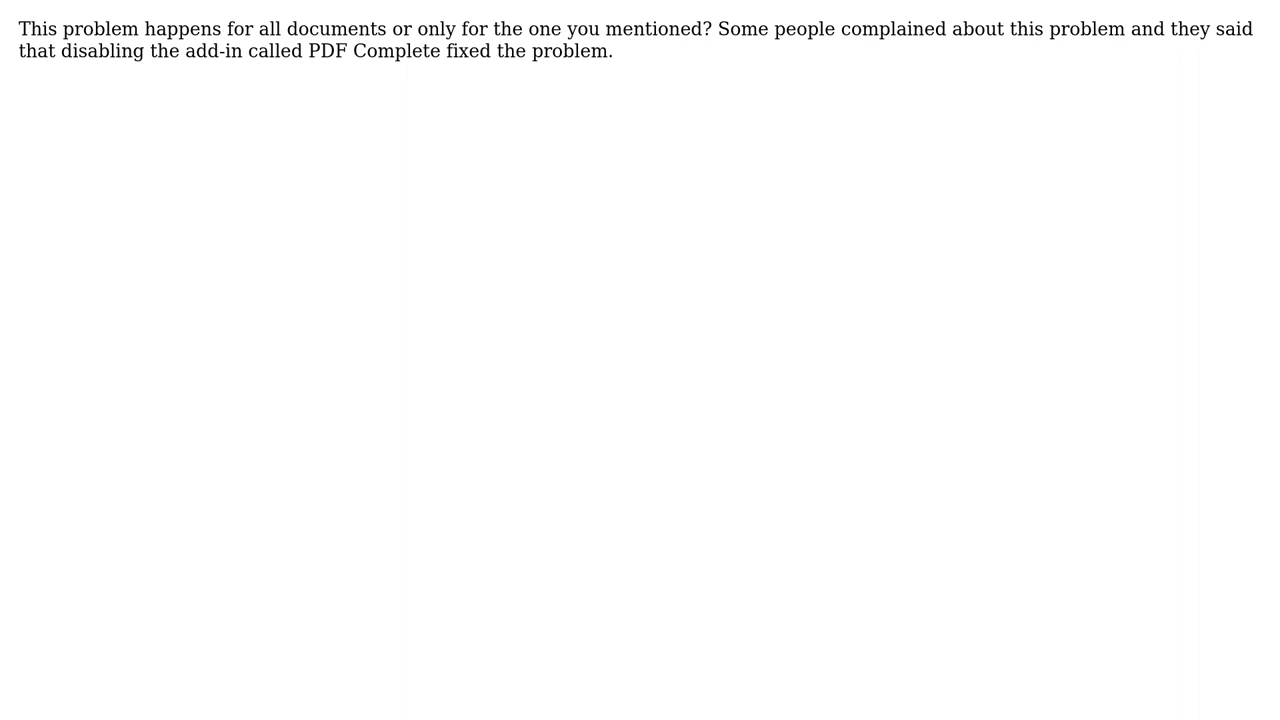 This problem happens for all documents or only for the one you mentioned? Some people complained about this problem and they said
that disabling the add-in called PDF Complete fixed the problem.